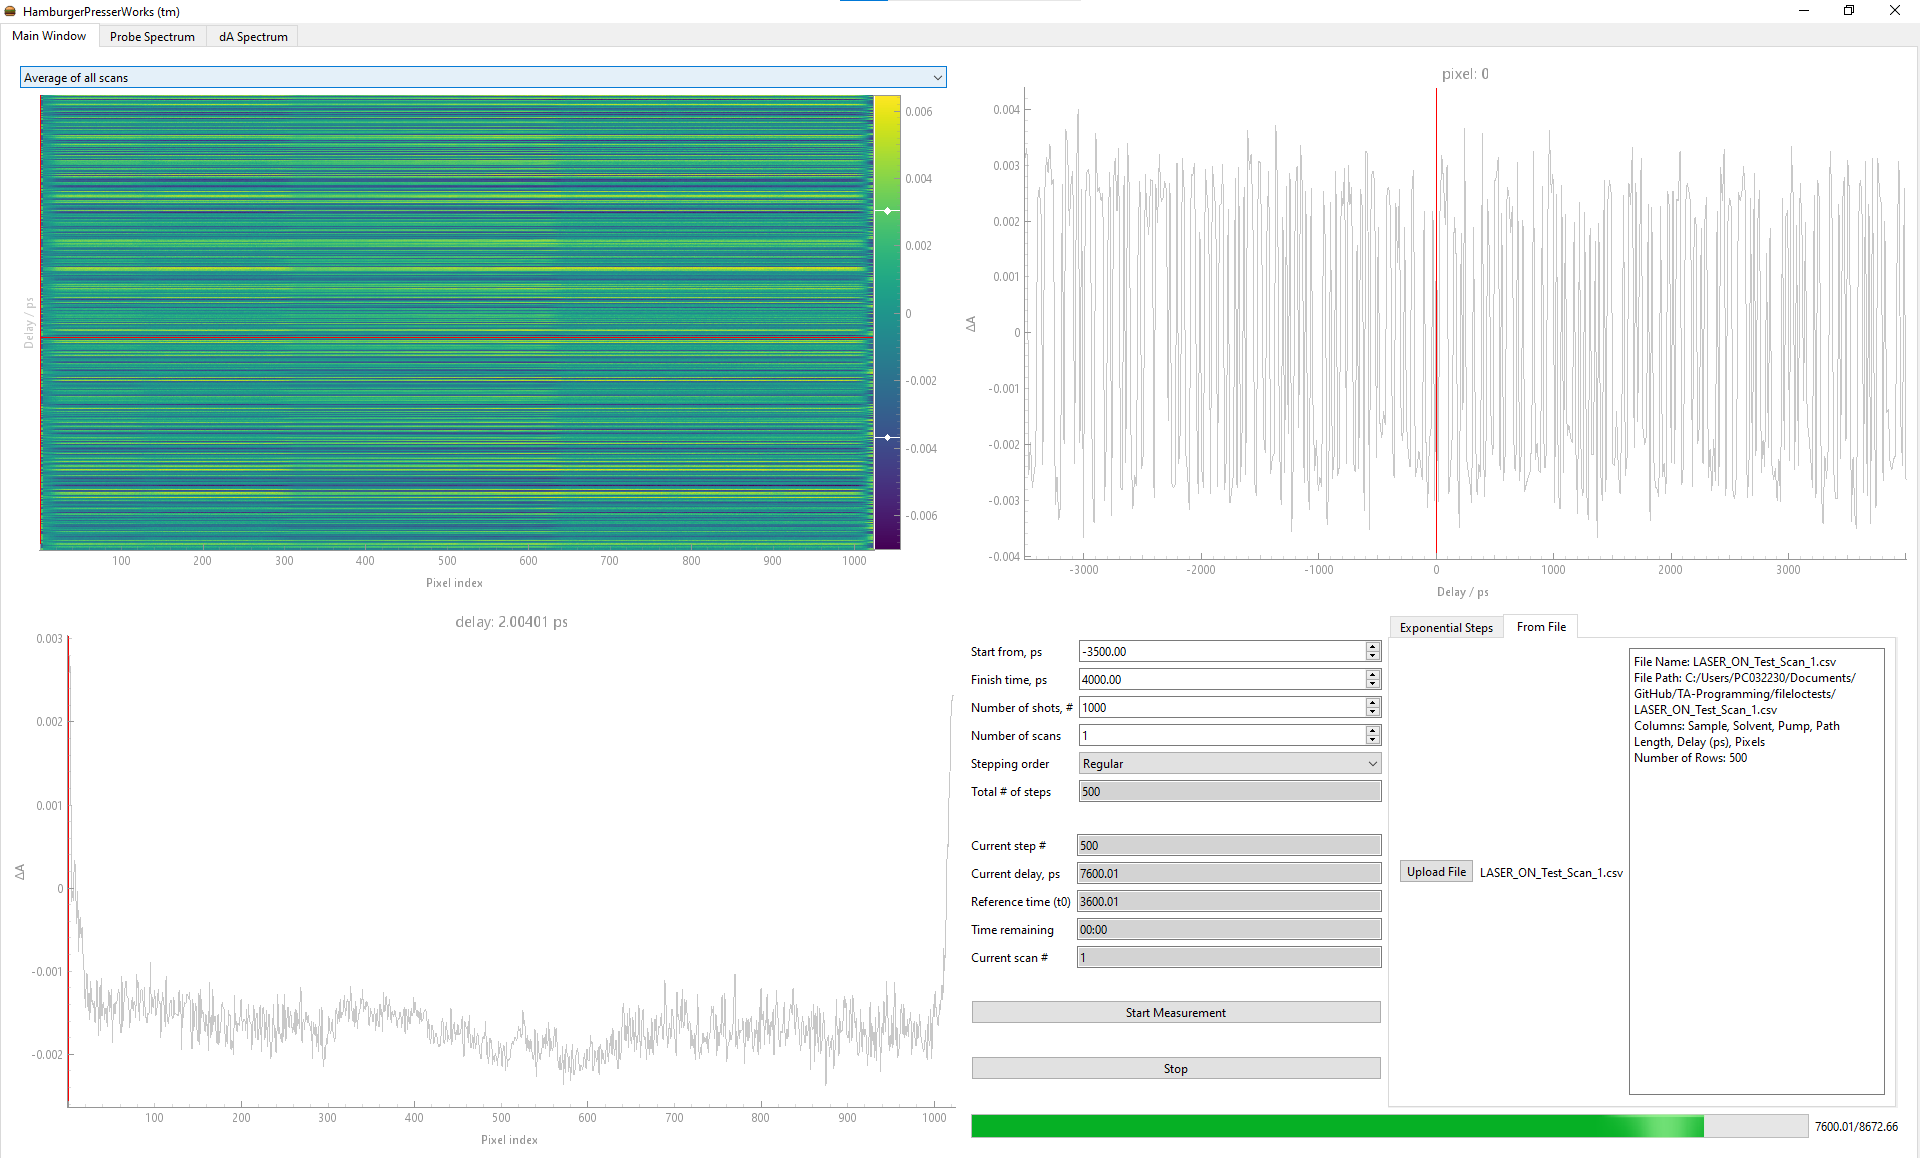 HamburgerPresserWorks (tm)
Main Window
Probe Spectrum
dA Spectrum
Average of all scans
0.006
0.004
0.002
0
-0.002
-0.004
-0.006
Delay / ps
100
200
300
400
500
600
700
800
900
1000
Pixel index
pixel: 0
0.004
0.003
0.002
0.001
0
-0.001
-0.002
-0.003
-0.004
ΔA
-3000
-2000
-1000
0
1000
2000
3000
Delay / ps
delay: 2.00401 ps
0.003
0.002
0.001
0
-0.001
-0.002
ΔA
100
200
300
400
500
600
700
800
900
1000
Pixel index
Start from, ps
-3500.00
Finish time, ps
4000.00
Number of shots, #
1000
Number of scans
1
Stepping order
Regular
Total # of steps
500
Current step #
500
Current delay, ps
7600.01
Reference time (t0)
3600.01
Time remaining
00:00
Current scan #
1
Start Measurement
Stop
Exponential Steps
From File
Upload File
LASER_ON_Test_Scan_1.csv
File Name: LASER_ON_Test_Scan_1.csv
File Path: C:/Users/PC032230/Documents/
GitHub/TA-Programming/fileloctests/
LASER_ON_Test_Scan_1.csv
Columns: Sample, Solvent, Pump, Path
Length, Delay (ps), Pixels
Number of Rows: 500
7600.01/8672.66